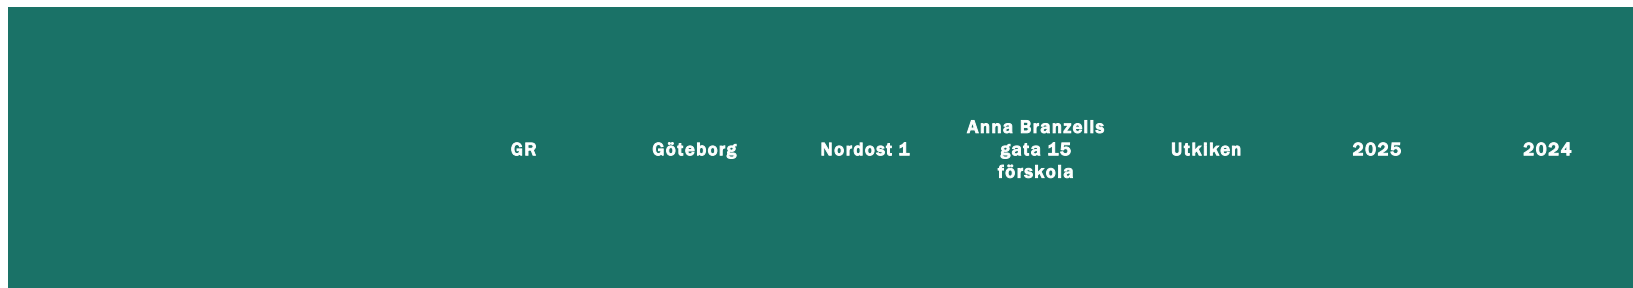 GR
Göteborg
Nordost 1
Anna Branzells
gata 15
förskola
Utkiken
2025
2024